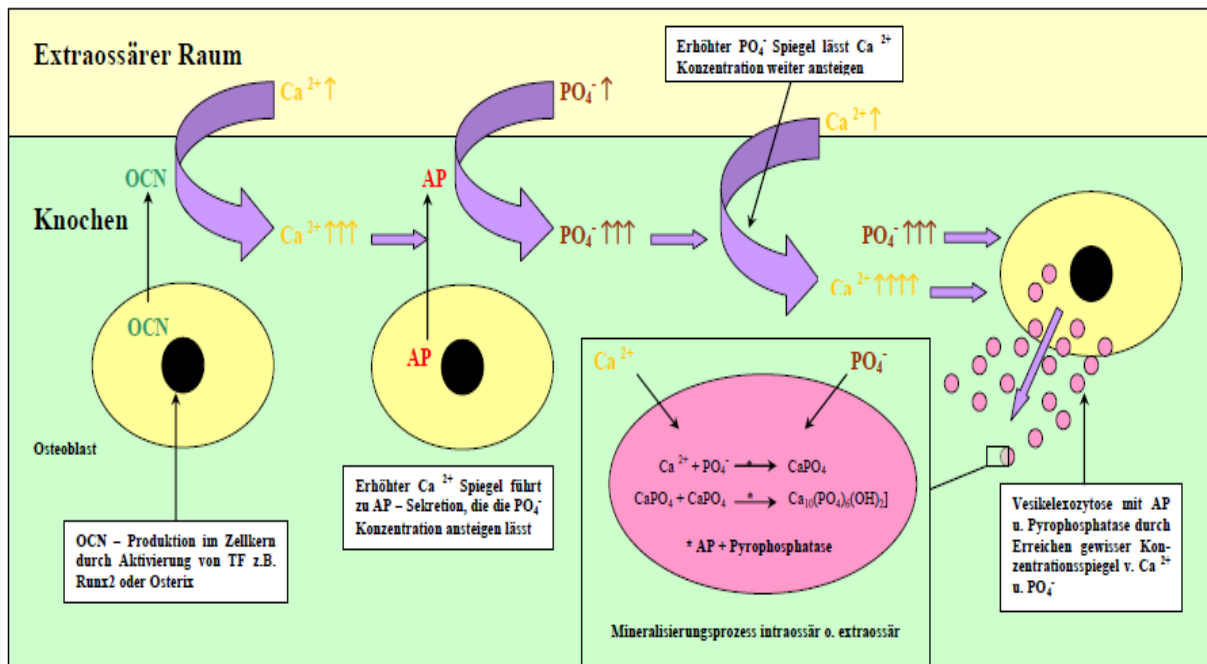 Extraossärer Raum
Ca ²⁺ ↑
PO₄⁻ ↑
Erhöhter PO₄⁻ Spiegel lässt Ca ²⁺
Konzentration weiter ansteigen
Ca ²⁺ ↑
Knochen
OCN
Ca ²⁺ ↑↑↑
AP
PO₄⁻ ↑↑↑
PO₄⁻ ↑↑↑
Ca ²⁺ ↑↑↑↑
OCN
AP
Osteoblast
OCN – Produktion im Zellkern
durch Aktivierung von TF z.B.
Runx2 oder Osterix
Erhöhter Ca ²⁺ Spiegel führt
zu AP – Sekretion, die die PO₄⁻
Konzentration ansteigen lässt
Ca ²⁺
PO₄⁻
Ca ²⁺ + PO₄⁻ * CaPO₄
CaPO₄ + CaPO₄ * Ca₁₀(PO₄)₆(OH)₂]
* AP + Pyrophosphatase
Mineralisierungsprozess intraossär o. extraossär
Vesikelexozytose mit AP
u. Pyrophosphatase durch
Erreichen gewisser Kon-
zentrationsspiegel v. Ca ²⁺
u. PO₄⁻